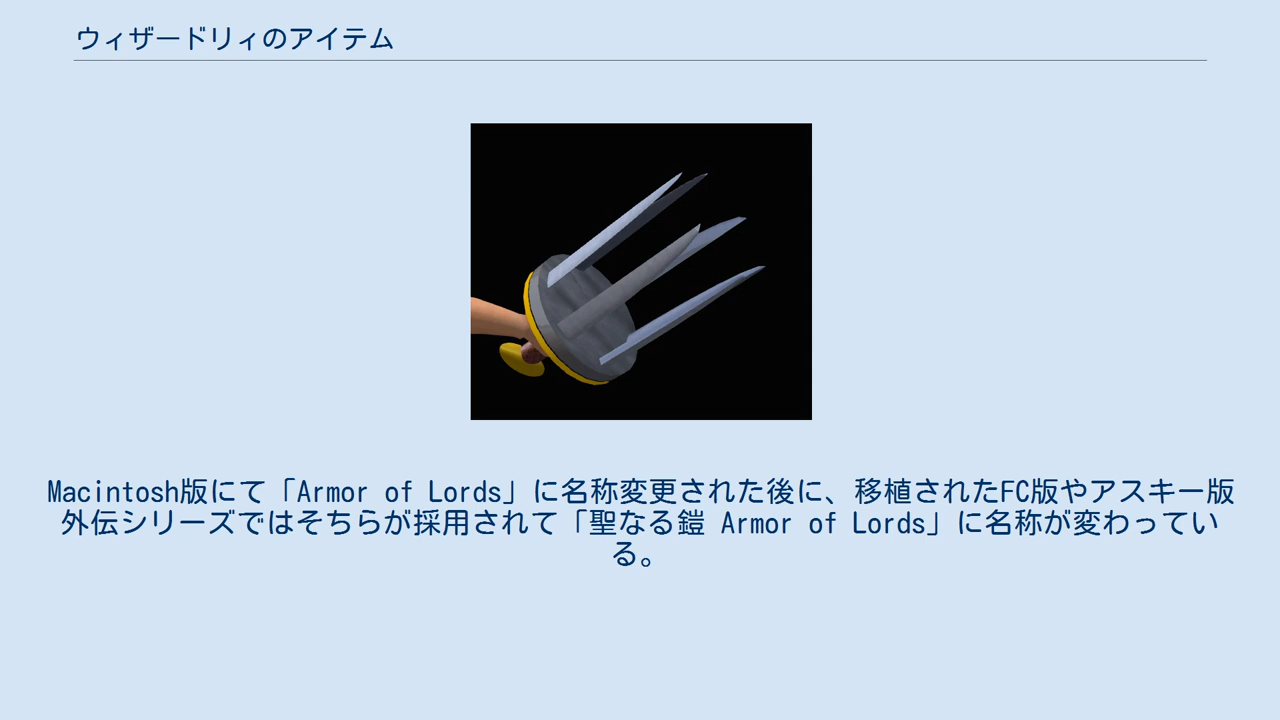 ウィザードリィのアイテム
Macintosh版にて「Armor of Lords」に名称変更された後に、移植されたFC版やアスキー版
外伝シリーズではそちらが採用されて「聖なる鎧 Armor of Lords」に名称が変わってい
る。